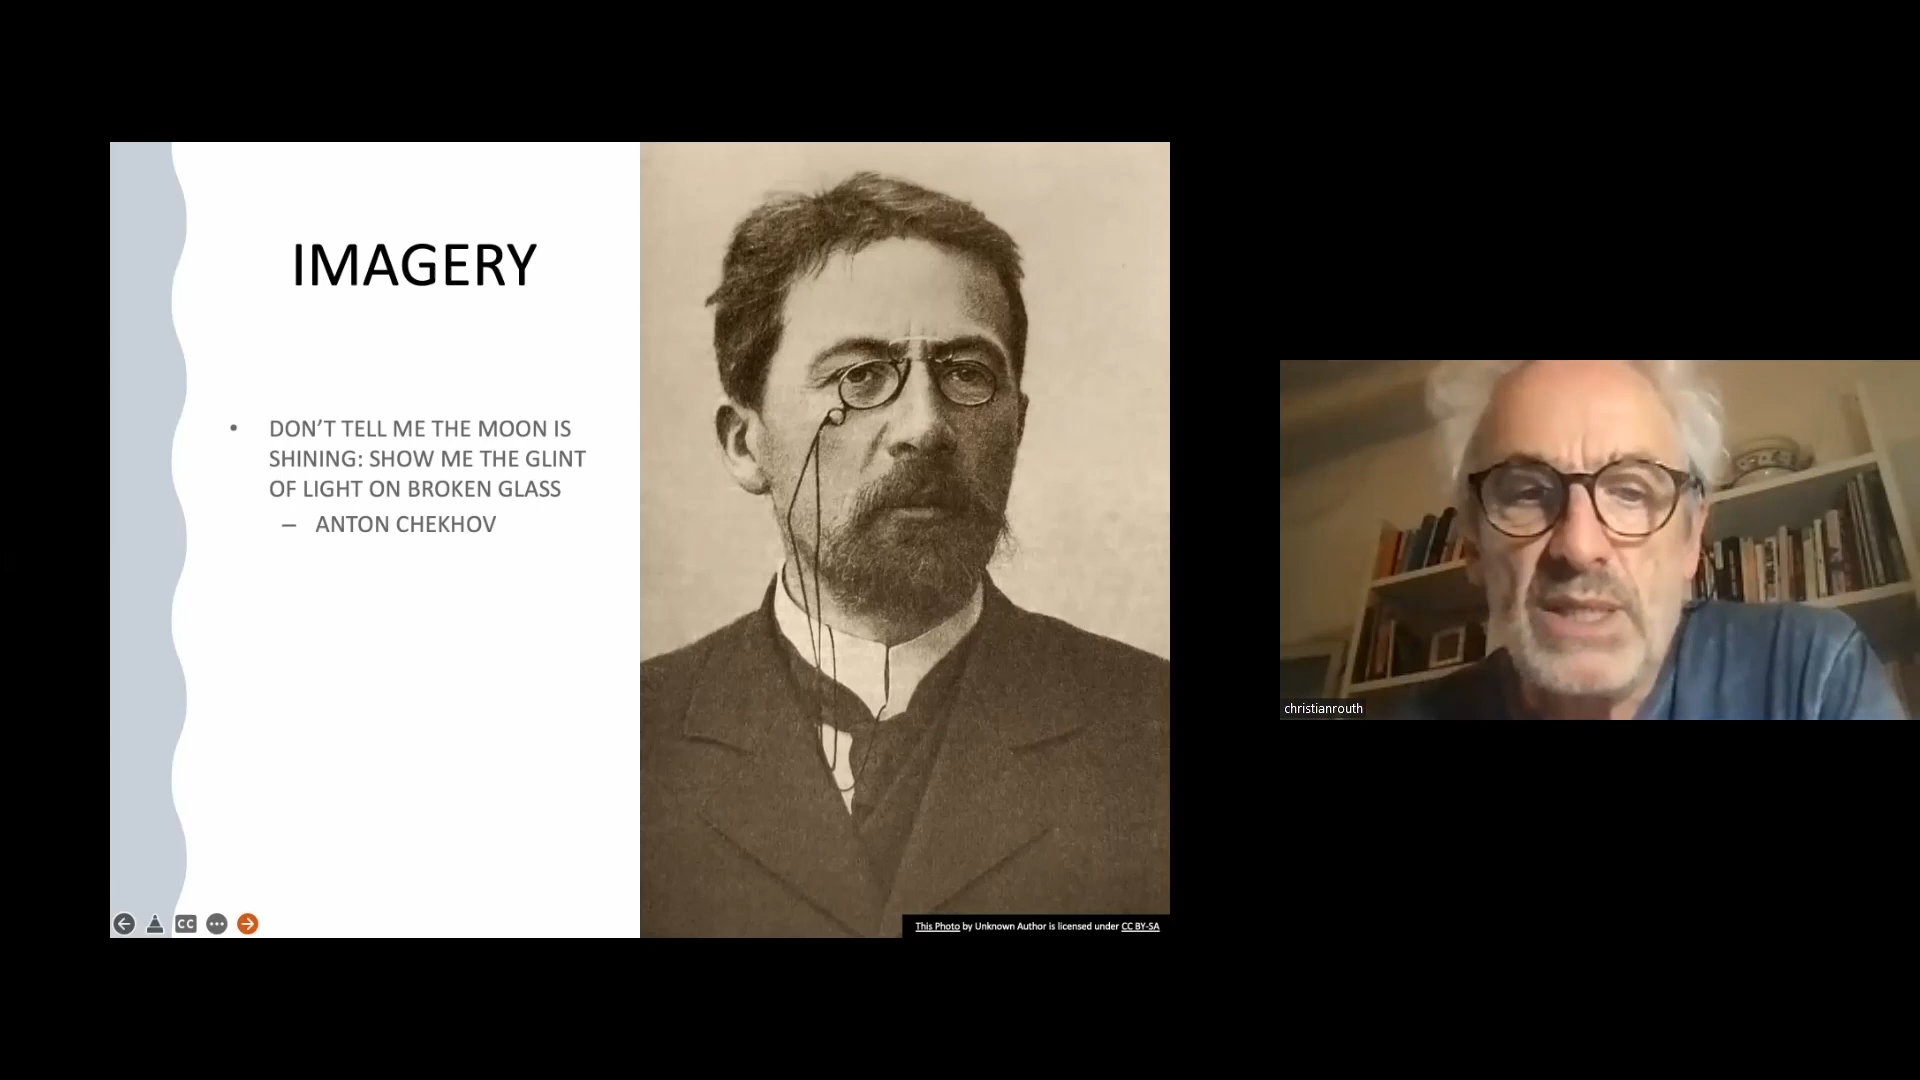 IMAGERY
• DON’T TELL ME THE MOON IS
SHINING: SHOW ME THE GLINT
OF LIGHT ON BROKEN GLASS
– ANTON CHEKHOV
CC
This Photo by Unknown Author is licensed under CC BY-SA
christianrouth